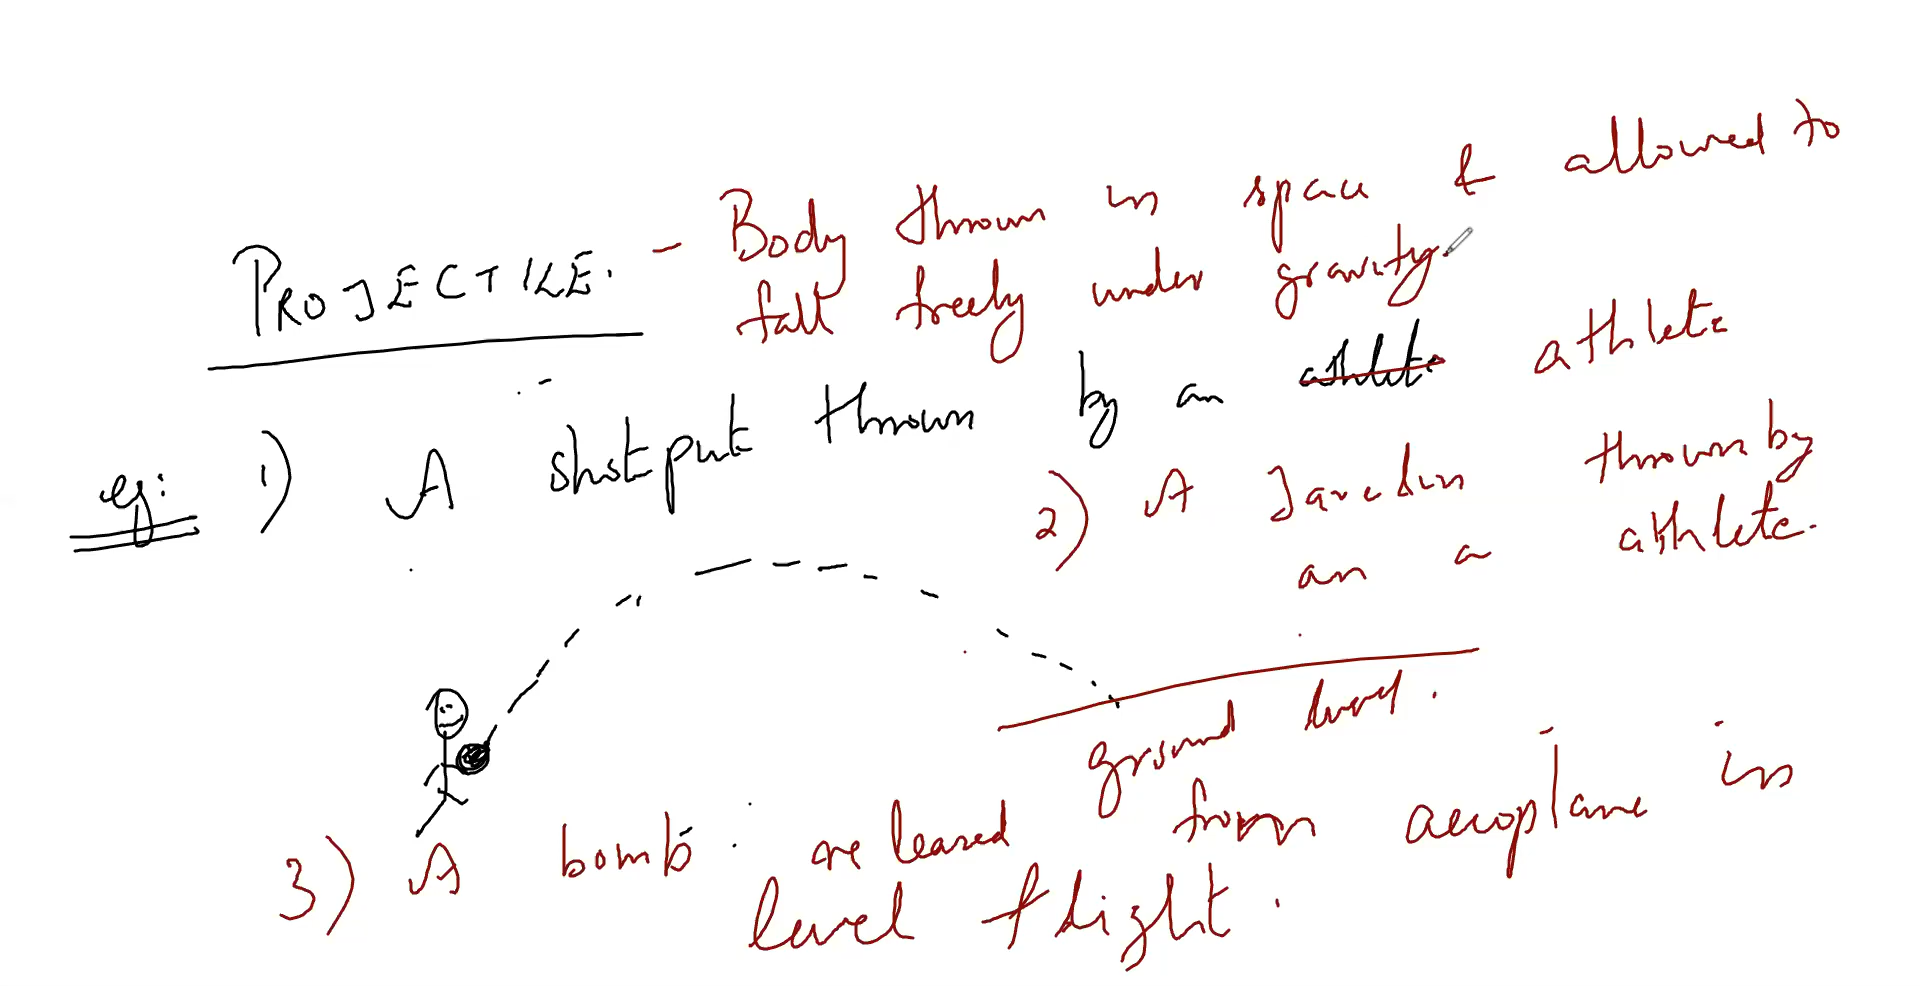 PROJECTILE. - Body thrown in space & allowed to
fall freely under gravity.
eg: 1) A shotput thrown by an athlete athlete
2) A Javelin thrown by
an a athlete.
ground level.
3) A bomb released from aeroplane in
level flight.